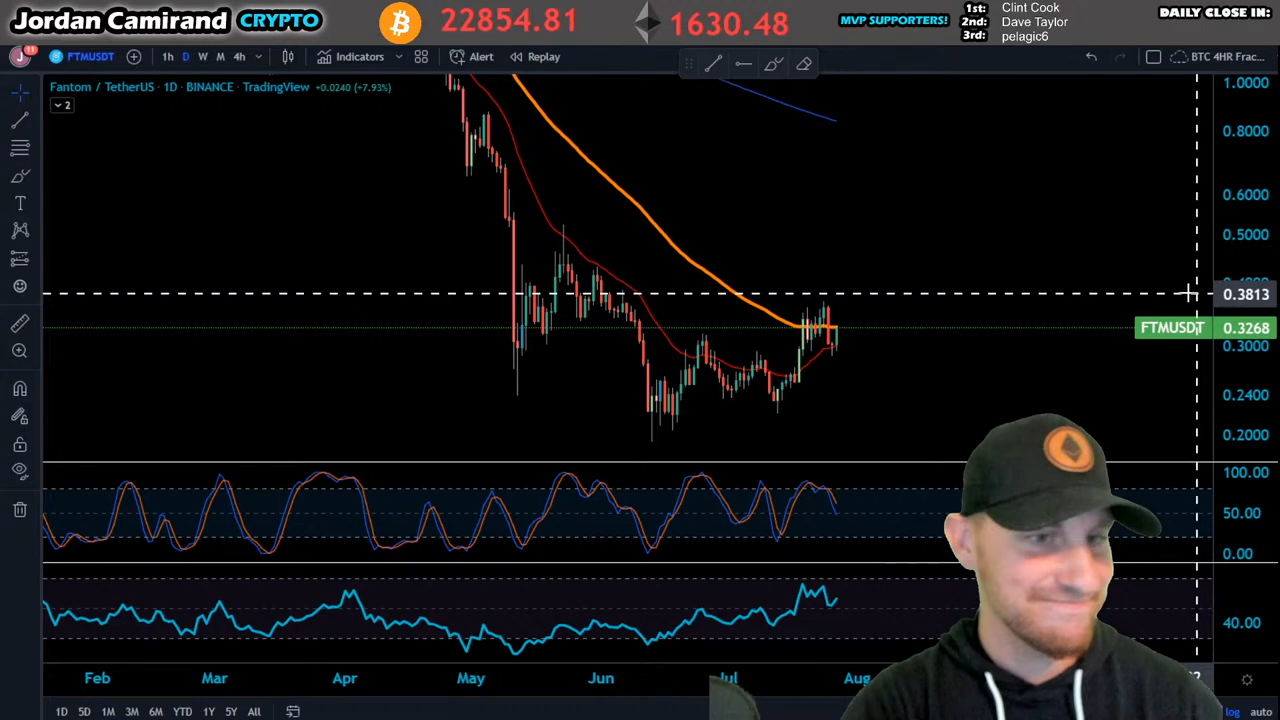 Jordan Camirand CRYPTO
22854.81
1630.48
MVP SUPPORTERS!
1st: Clint Cook
2nd: Dave Taylor
3rd: pelagic6
DAILY CLOSE IN:
J 11 FTMUSDT 1h D W M 4h Indicators Alert Replay BTC 4HR Frac...
Fantom / TetherUS · 1D · BINANCE · TradingView +0.0240 (+7.93%)
2
1.0000
0.8000
0.6000
0.5000
0.3813
FTMUSDT 0.3268
0.3000
0.2400
0.2000
100.00
50.00
0.00
40.00
Feb Mar Apr May Jun Jul Aug
1D 5D 1M 3M 6M YTD 1Y 5Y All
log auto